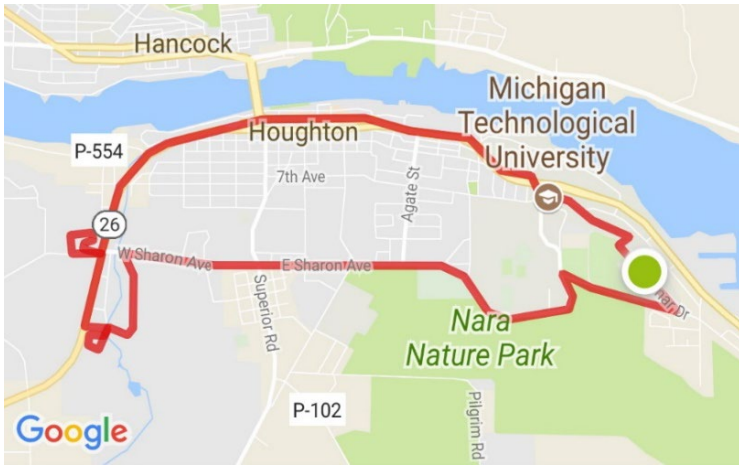 Hancock
Michigan
Technological
University
Houghton
P-554
7th Ave
Agate St
26
W Sharon Ave
E Sharon Ave
Superior Rd
Nara
Nature Park
P-102
Pilgrim Rd
Google